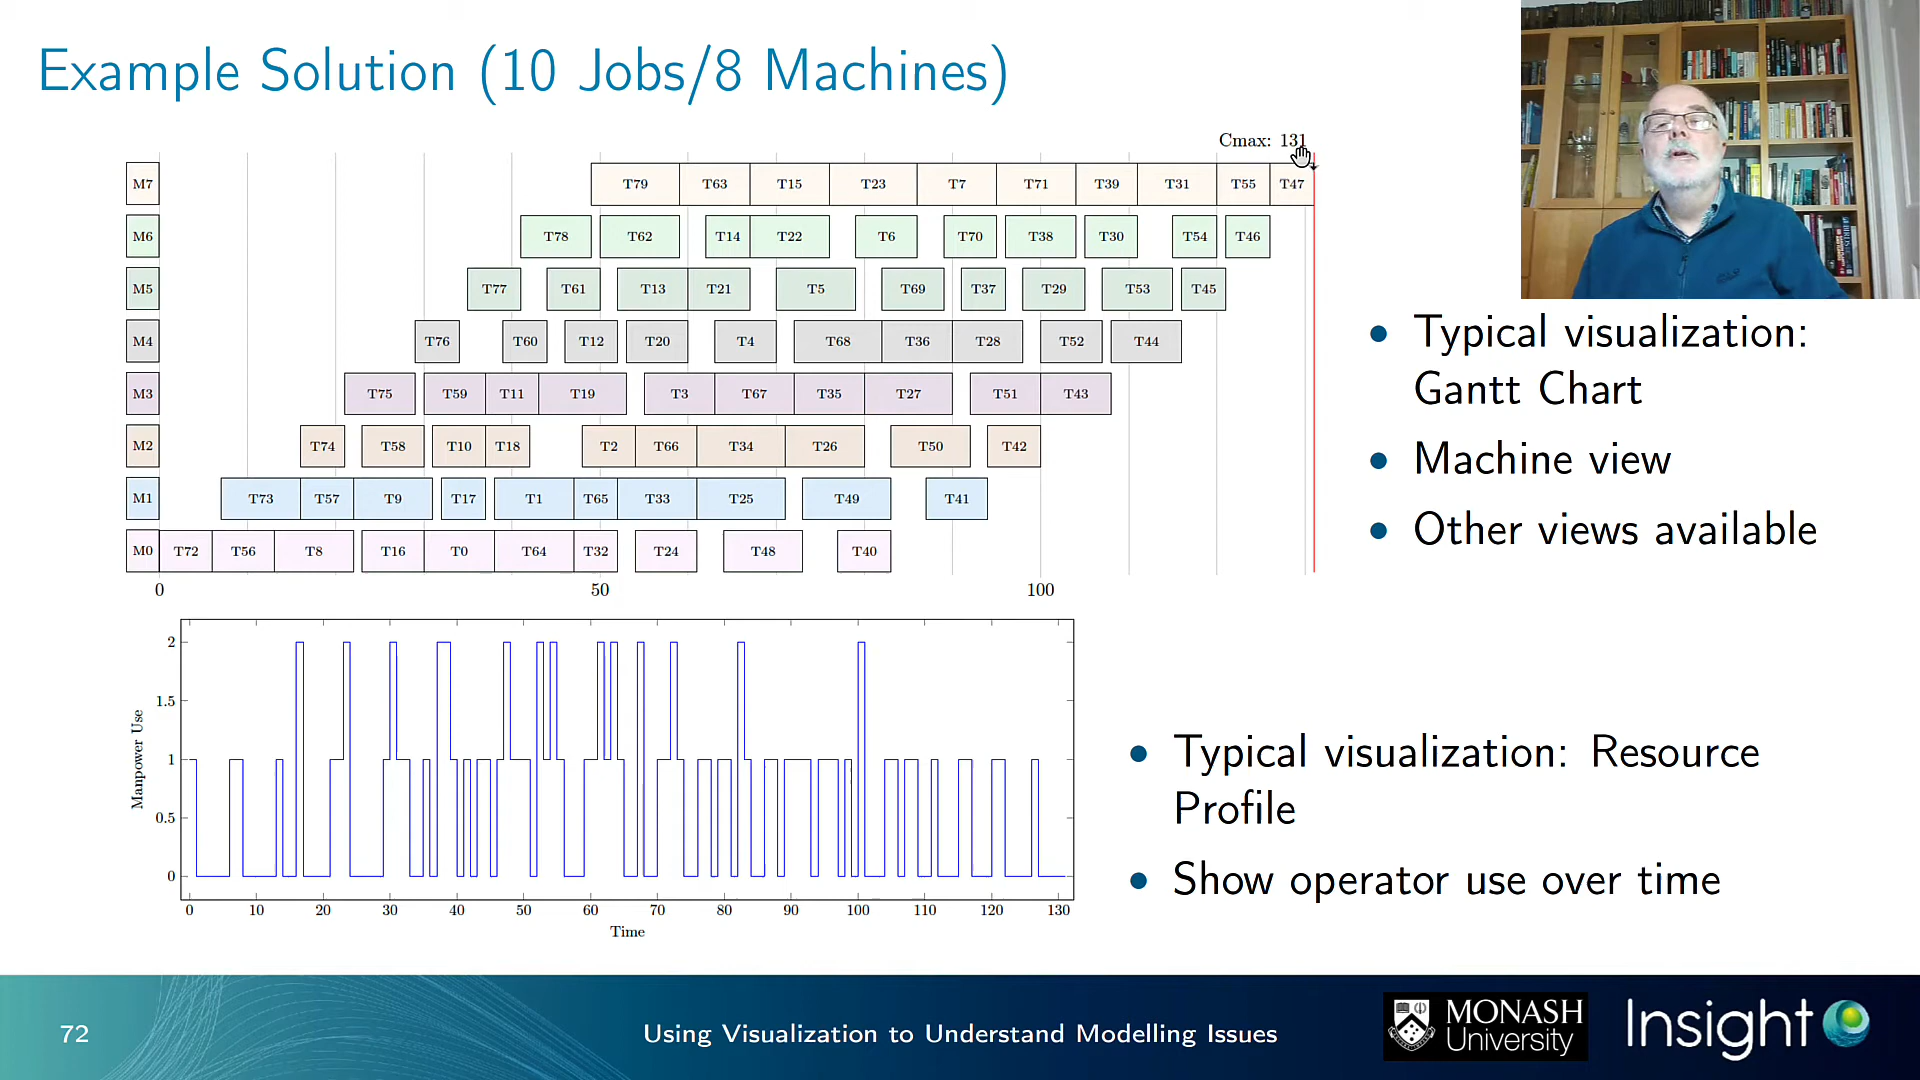 Example Solution (10 Jobs/8 Machines)
Cmax: 131
M7 T79 T63 T15 T23 T7 T71 T39 T31 T55 T47
M6 T78 T62 T14 T22 T6 T70 T38 T30 T54 T46
M5 T77 T61 T13 T21 T5 T69 T37 T29 T53 T45
M4 T76 T60 T12 T20 T4 T68 T36 T28 T52 T44
M3 T75 T59 T11 T19 T3 T67 T35 T27 T51 T43
M2 T74 T58 T10 T18 T2 T66 T34 T26 T50 T42
M1 T73 T57 T9 T17 T1 T65 T33 T25 T49 T41
M0 T72 T56 T8 T16 T0 T64 T32 T24 T48 T40
0 50 100
• Typical visualization:
Gantt Chart
• Machine view
• Other views available
2
1.5
1
0.5
0
Manpower Use
0 10 20 30 40 50 60 70 80 90 100 110 120 130
Time
• Typical visualization: Resource
Profile
• Show operator use over time
72
Using Visualization to Understand Modelling Issues
MONASH
University
Insight